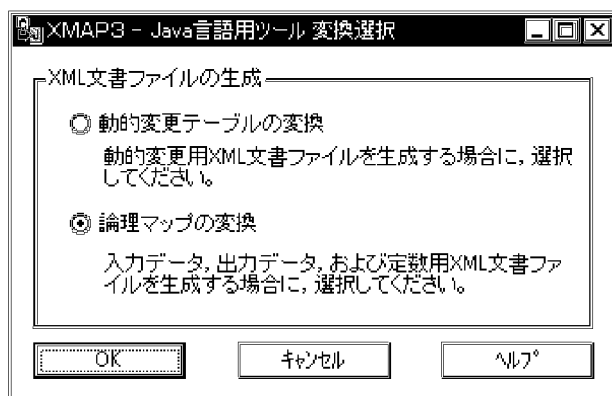 XMAP3 - Java言語用ツール 変換選択
XML文書ファイルの生成
動的変更テーブルの変換
動的変更用XML文書ファイルを生成する場合に，選択
してください。
論理マップの変換
入力データ，出力データ，および定数用XML文書ファ
イルを生成する場合に，選択してください。
OK
ｷｬﾝｾﾙ
ﾍﾙﾌﾟ